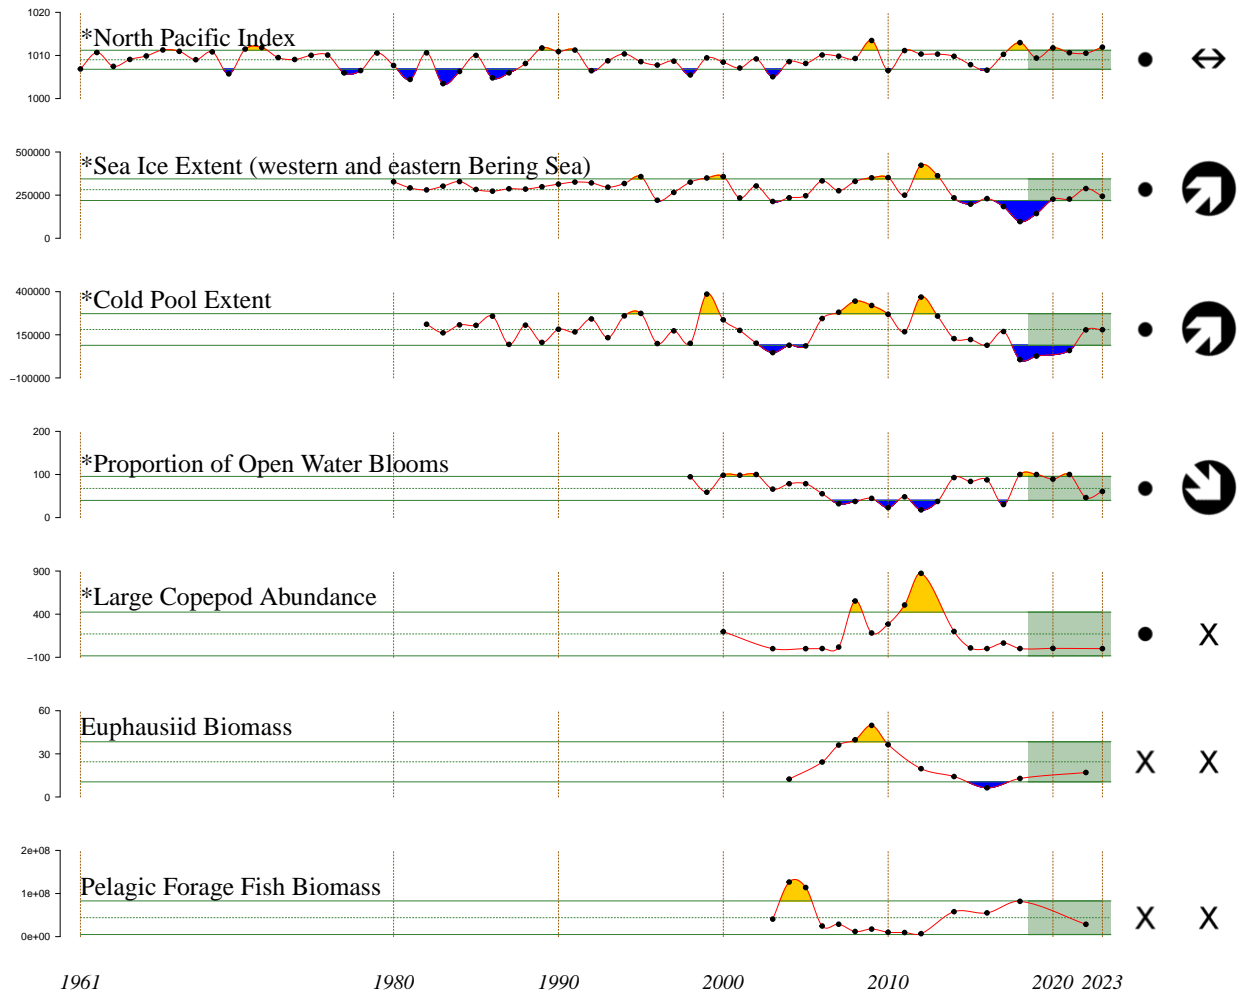 1020
1010
1000
*North Pacific Index
500000
250000
0
*Sea Ice Extent (western and eastern Bering Sea)
400000
150000
−100000
*Cold Pool Extent
200
100
0
*Proportion of Open Water Blooms
900
400
−100
*Large Copepod Abundance
X
60
30
0
Euphausiid Biomass
X X
2e+08
1e+08
0e+00
Pelagic Forage Fish Biomass
X X
1961 1980 1990 2000 2010 2020 2023